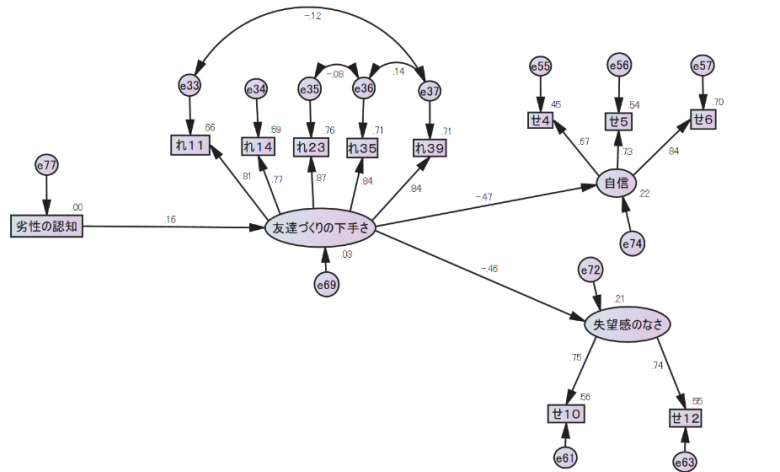 -.12
e33
e34
e35
-.08
e36
.14
e37
e55
e56
e57
.66
れ11
.59
れ14
.76
れ23
.71
れ35
.71
れ39
.45
せ4
.54
せ5
.70
せ6
e77
.81
.77
.87
.84
.84
.67
.73
.84
.00
劣性の認知
.16
友達づくりの下手さ
.03
e69
-.47
自信
.22
e74
-.46
e72
.21
失望感のなさ
.75
.74
.56
せ10
.55
せ12
e61
e63